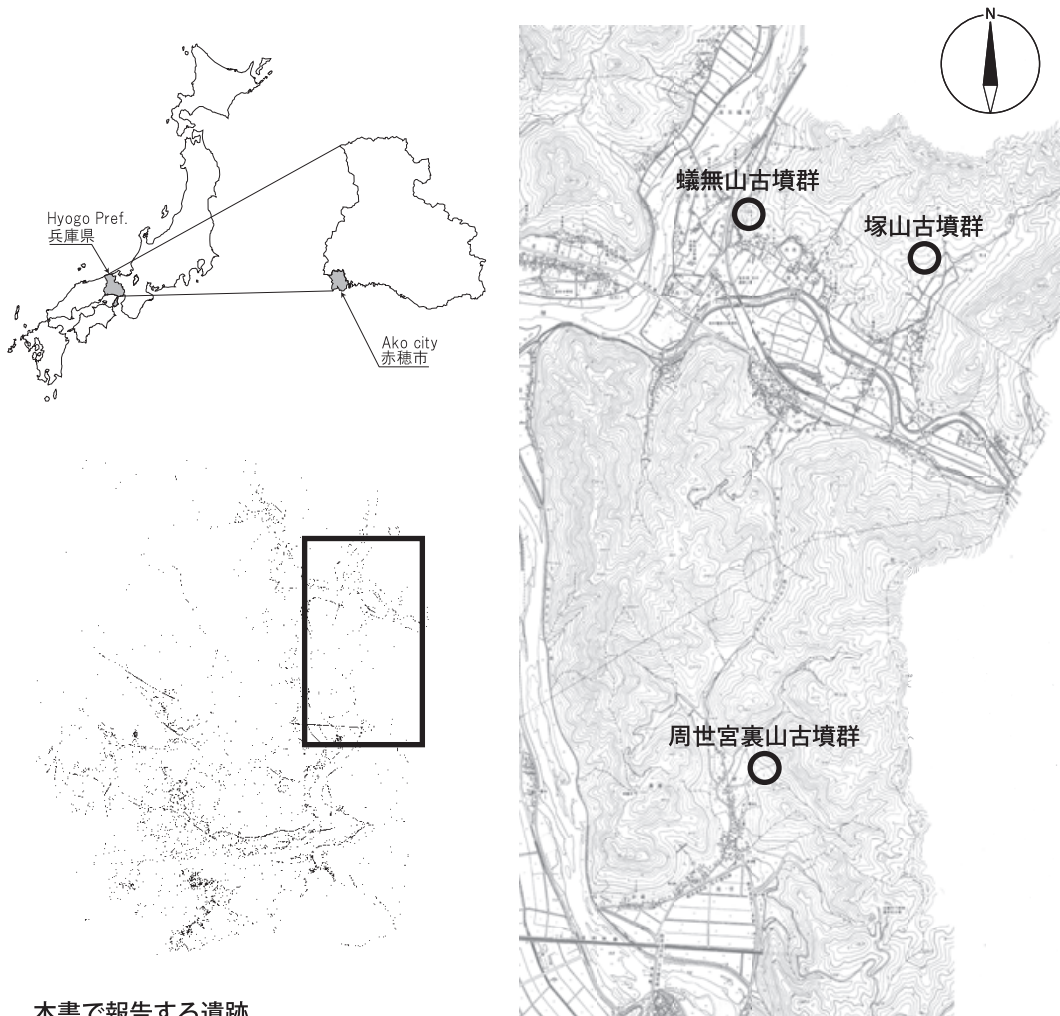 N
Hyogo Pref.
兵庫県
Ako city
赤穂市
蟻無山古墳群
塚山古墳群
周世宮裏山古墳群
本書で報告する遺跡